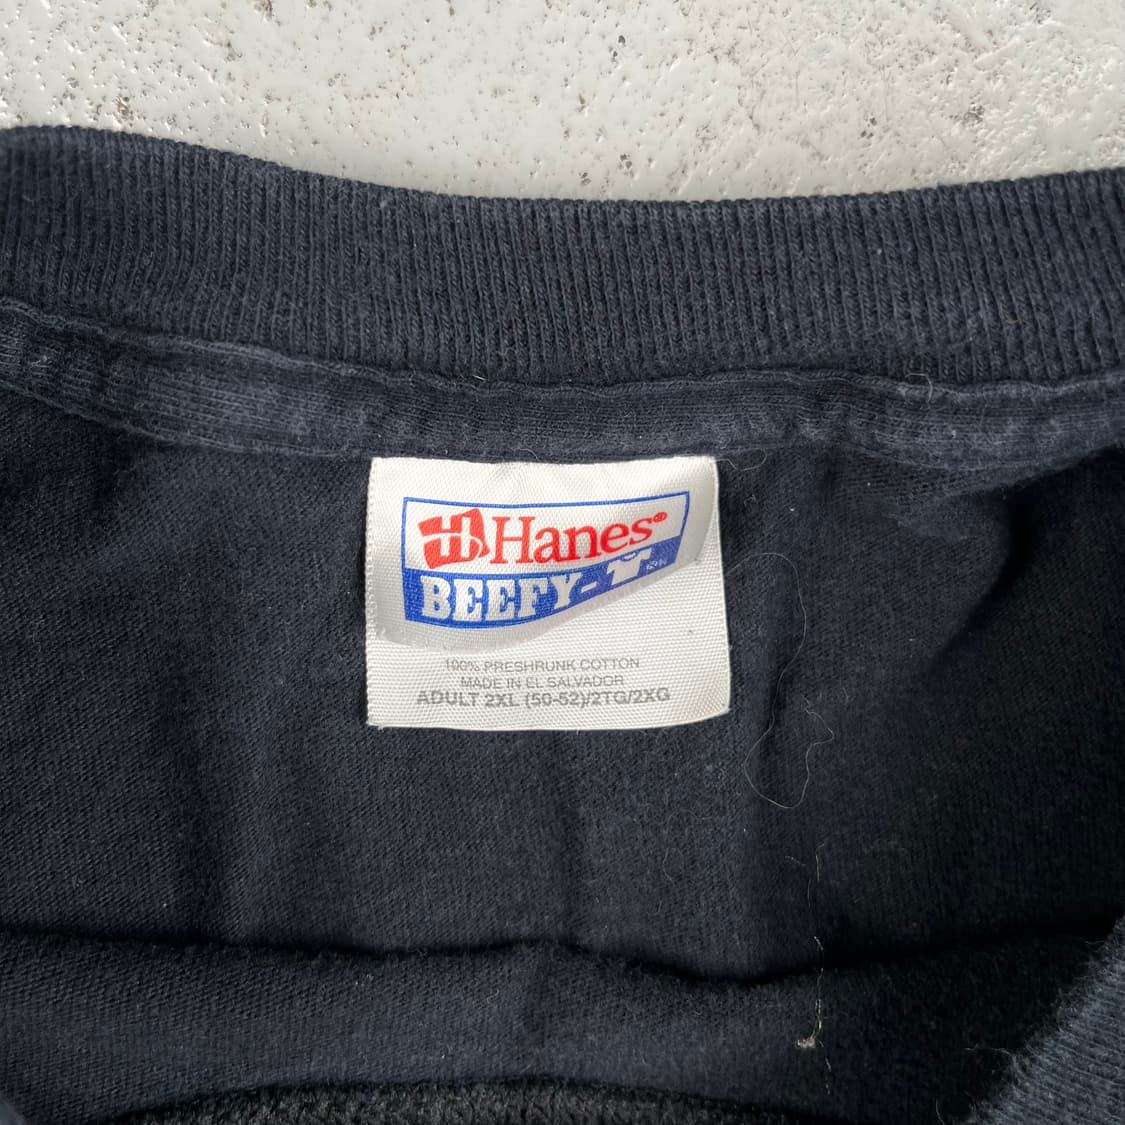 Hanes®
BEEFY-T
100% PRESHRUNK COTTON
MADE IN EL SALVADOR
ADULT 2XL (50-52)/2TG/2XG